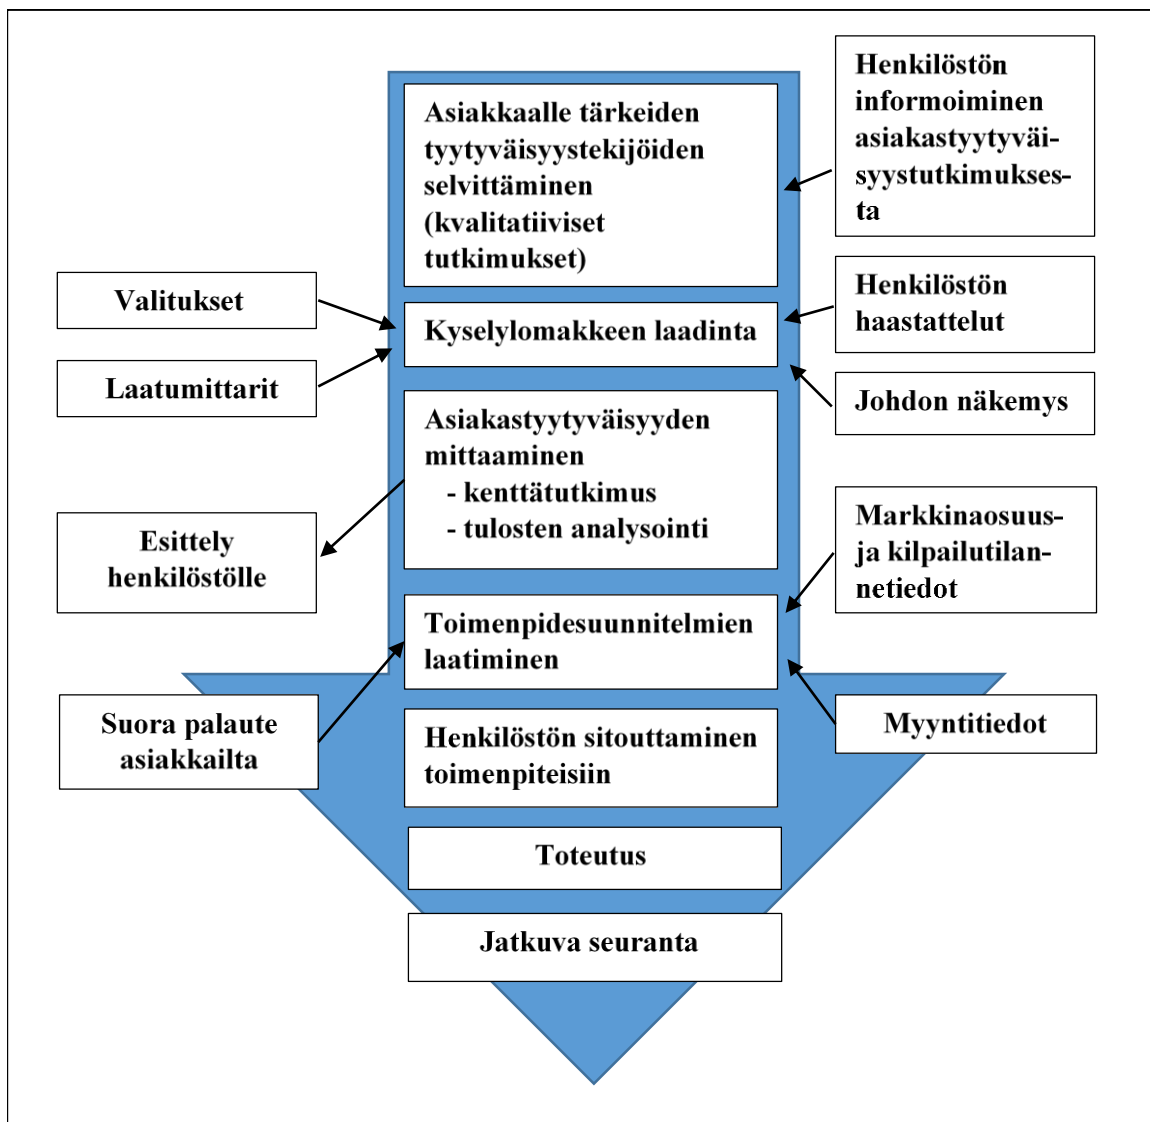 Asiakkaalle tärkeiden
tyytyväisyystekijöiden
selvittäminen
(kvalitatiiviset
tutkimukset)
Henkilöstön
informoiminen
asiakastyytyväi-
syystutkimukses-
ta
Valitukset
Laatumittarit
Kyselylomakkeen laadinta
Henkilöstön
haastattelut
Johdon näkemys
Asiakastyytyväisyyden
mittaaminen
- kenttätutkimus
- tulosten analysointi
Esittely
henkilöstölle
Markkinaosuus-
ja kilpailutilan-
netiedot
Toimenpidesuunnitelmien
laatiminen
Suora palaute
asiakkailta
Myyntitiedot
Henkilöstön sitouttaminen
toimenpiteisiin
Toteutus
Jatkuva seuranta